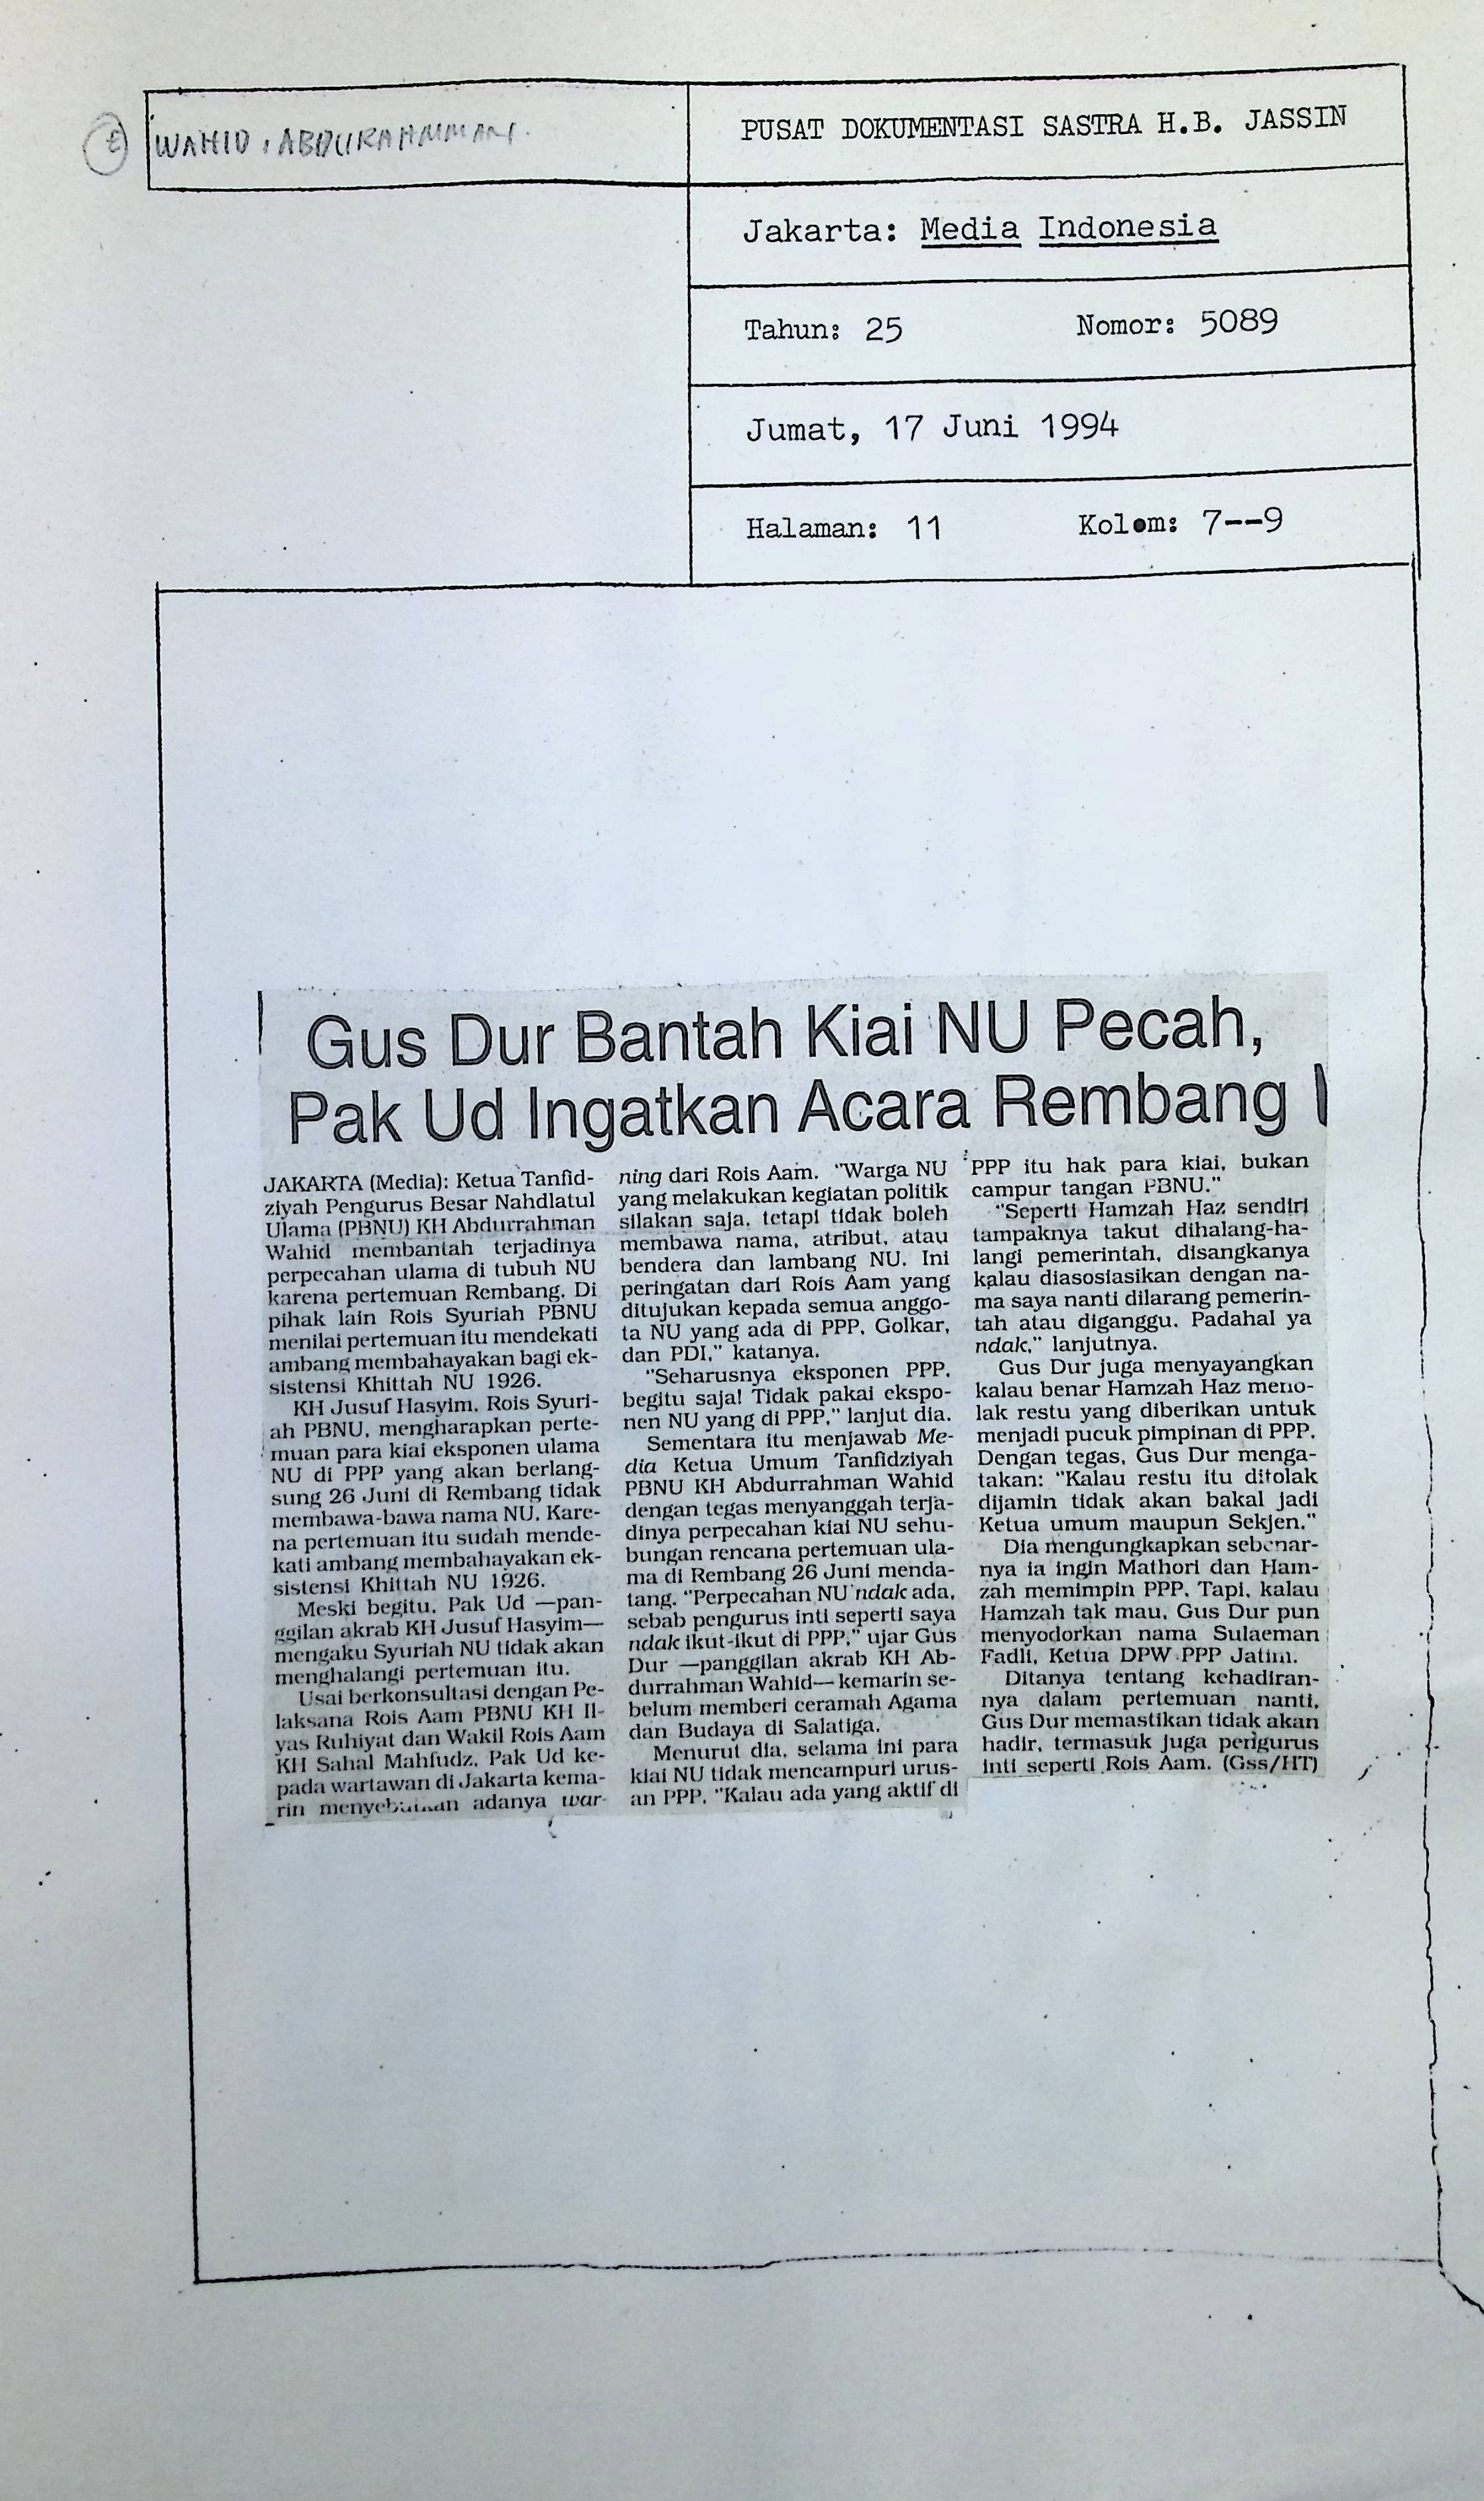 WAHID, ABDURAHMMAN.
PUSAT DOKUMENTASI SASTRA H.B. JASSIN
Jakarta: Media Indonesia
Tahun: 25 Nomor: 5089
Jumat, 17 Juni 1994
Halaman: 11 Kolom: 7--9
Gus Dur Bantah Kiai NU Pecah,
Pak Ud Ingatkan Acara Rembang
JAKARTA (Media): Ketua Tanfid-
ziyah Pengurus Besar Nahdlatul
Ulama (PBNU) KH Abdurrahman
Wahid membantah terjadinya
perpecahan ulama di tubuh NU
karena pertemuan Rembang. Di
pihak lain Rois Syuriah PBNU
menilai pertemuan itu mendekati
ambang membahayakan bagi ek-
sistensi Khittah NU 1926.
KH Jusuf Hasyim, Rois Syuri-
ah PBNU, mengharapkan perte-
muan para kiai eksponen ulama
NU di PPP yang akan berlang-
sung 26 Juni di Rembang tidak
membawa-bawa nama NU. Kare-
na pertemuan itu sudah mende-
kati ambang membahayakan ek-
sistensi Khittah NU 1926.
Meski begitu, Pak Ud —pan-
ggilan akrab KH Jusuf Hasyim—
mengaku Syuriah NU tidak akan
menghalangi pertemuan itu.
Usai berkonsultasi dengan Pe-
laksana Rois Aam PBNU KH Il-
yas Ruhiyat dan Wakil Rois Aam
KH Sahal Mahfudz, Pak Ud ke-
pada wartawan di Jakarta kema-
rin menyebutkan adanya war-
ning dari Rois Aam. "Warga NU
yang melakukan kegiatan politik
silakan saja, tetapi tidak boleh
membawa nama, atribut, atau
bendera dan lambang NU. Ini
peringatan dari Rois Aam yang
ditujukan kepada semua anggo-
ta NU yang ada di PPP, Golkar,
dan PDI," katanya.
"Seharusnya eksponen PPP,
begitu saja! Tidak pakai ekspo-
nen NU yang di PPP," lanjut dia.
Sementara itu menjawab Me-
dia Ketua Umum Tanfidziyah
PBNU KH Abdurrahman Wahid
dengan tegas menyanggah terja-
dinya perpecahan kiai NU sehu-
bungan rencana pertemuan ula-
ma di Rembang 26 Juni menda-
tang. "Perpecahan NU ndak ada,
sebab pengurus inti seperti saya
ndak ikut-ikut di PPP," ujar Gus
Dur —panggilan akrab KH Ab-
durrahman Wahid— kemarin se-
belum memberi ceramah Agama
dan Budaya di Salatiga.
Menurut dia, selama ini para
kiai NU tidak mencampuri urus-
an PPP. "Kalau ada yang aktif di
PPP itu hak para kiai, bukan
campur tangan PBNU."
"Seperti Hamzah Haz sendiri
tampaknya takut dihalang-ha-
langi pemerintah, disangkanya
kalau diasosiasikan dengan na-
ma saya nanti dilarang pemerin-
tah atau diganggu. Padahal ya
ndak," lanjutnya.
Gus Dur juga menyayangkan
kalau benar Hamzah Haz meno-
lak restu yang diberikan untuk
menjadi pucuk pimpinan di PPP.
Dengan tegas, Gus Dur menga-
takan: "Kalau restu itu ditolak
dijamin tidak akan bakal jadi
Ketua umum maupun Sekjen."
Dia mengungkapkan sebenar-
nya ia ingin Mathori dan Ham-
zah memimpin PPP. Tapi, kalau
Hamzah tak mau, Gus Dur pun
menyodorkan nama Sulaeman
Fadli, Ketua DPW PPP Jatim.
Ditanya tentang kehadiran-
nya dalam pertemuan nanti,
Gus Dur memastikan tidak akan
hadir, termasuk juga pengurus
inti seperti Rois Aam. (Gss/HT)